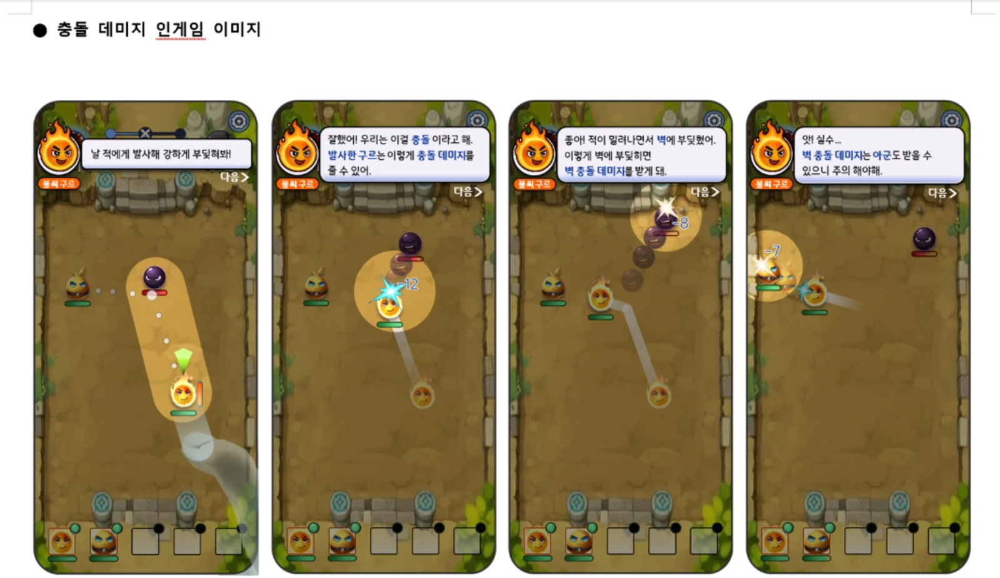 ● 충돌 데미지 인게임 이미지
날 적에게 발사해 강하게 부딪혀봐!
불씨 구르
다음
잘했어! 우리는 이걸 충돌 이라고 해.
발사한 구르는 이렇게 충돌 데미지를
줄 수 있어.
불씨 구르
다음
-12
좋아! 적이 밀려나면서 벽에 부딪혔어.
이렇게 벽에 부딪히면
벽 충돌 데미지를 받게 돼.
불씨 구르
다음
-8
앗! 실수...
벽 충돌 데미지는 아군도 받을 수
있으니 주의 해야해.
불씨 구르
다음
-7